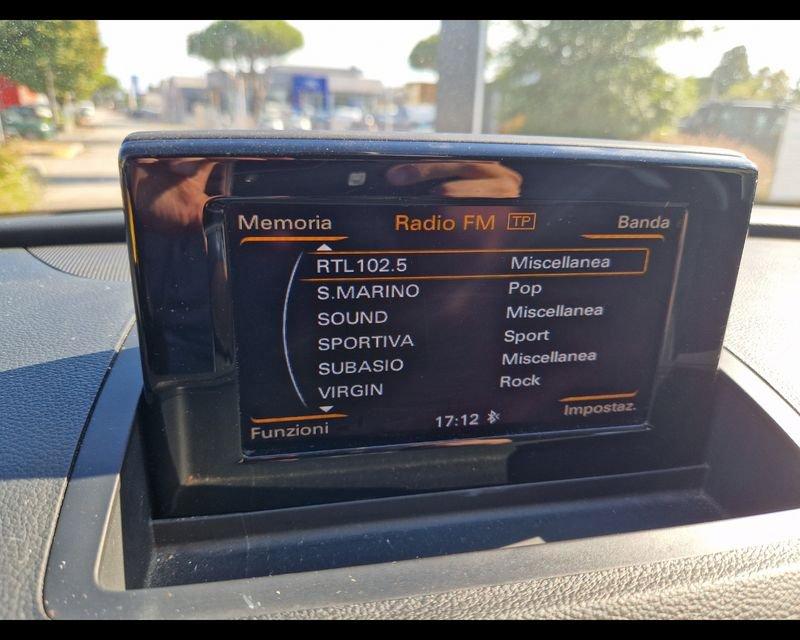 Memoria Radio FM TP Banda
RTL102.5 Miscellanea
S.MARINO Pop
SOUND Miscellanea
SPORTIVA Sport
SUBASIO Miscellanea
VIRGIN Rock
Funzioni 17:12 Impostaz.